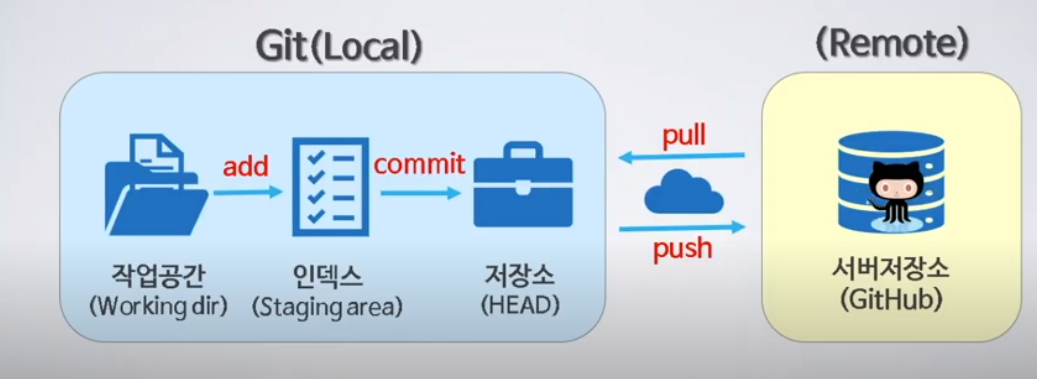 Git(Local)
(Remote)
add
commit
pull
push
작업공간
(Working dir)
인덱스
(Staging area)
저장소
(HEAD)
서버저장소
(GitHub)